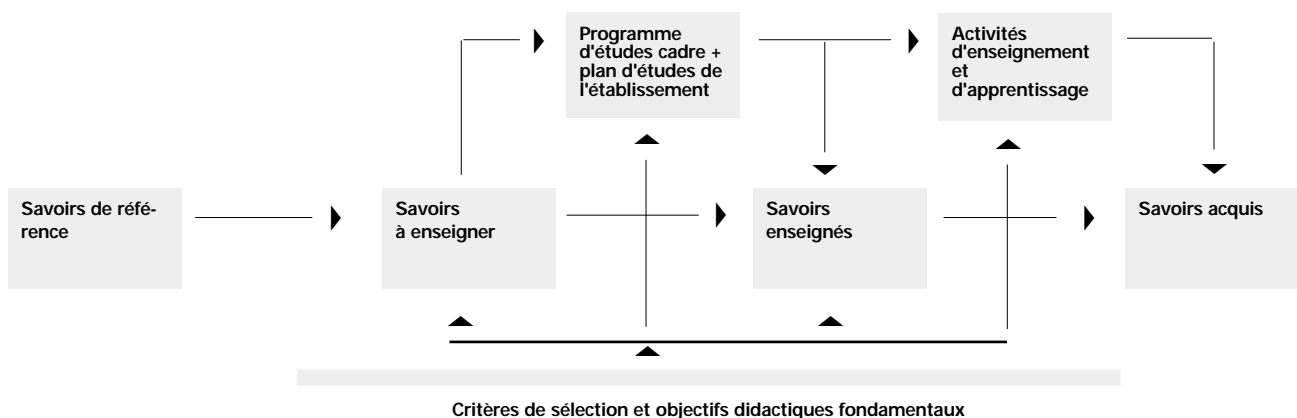 Programme
d'études cadre +
plan d'études de
l'établissement
Activités
d'enseignement
et
d'apprentissage
Savoirs de réfé-
rence
Savoirs
à enseigner
Savoirs
enseignés
Savoirs acquis
Critères de sélection et objectifs didactiques fondamentaux